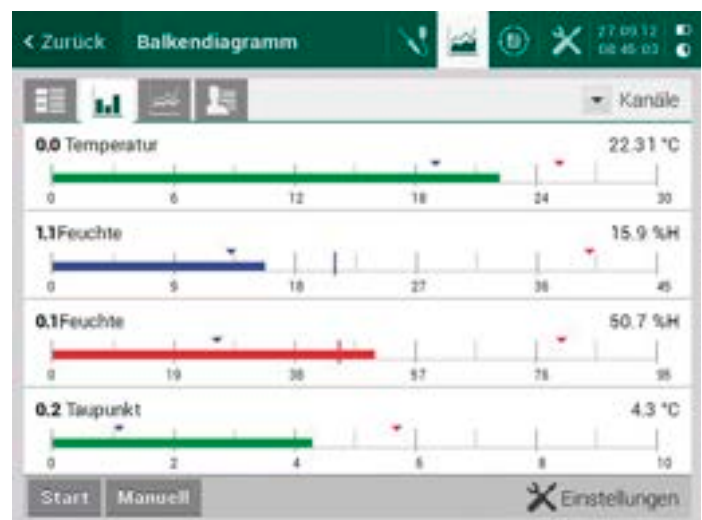 < Zurück Balkendiagramm 27.09.12
08:45:03
Kanäle
0.0 Temperatur 22.31 °C
0 6 12 18 24 30
1.1Feuchte 15.9 %H
0 9 18 27 36 45
0.1Feuchte 50.7 %H
0 19 38 57 76 95
0.2 Taupunkt 4.3 °C
0 2 4 6 8 10
Start Manuell Einstellungen